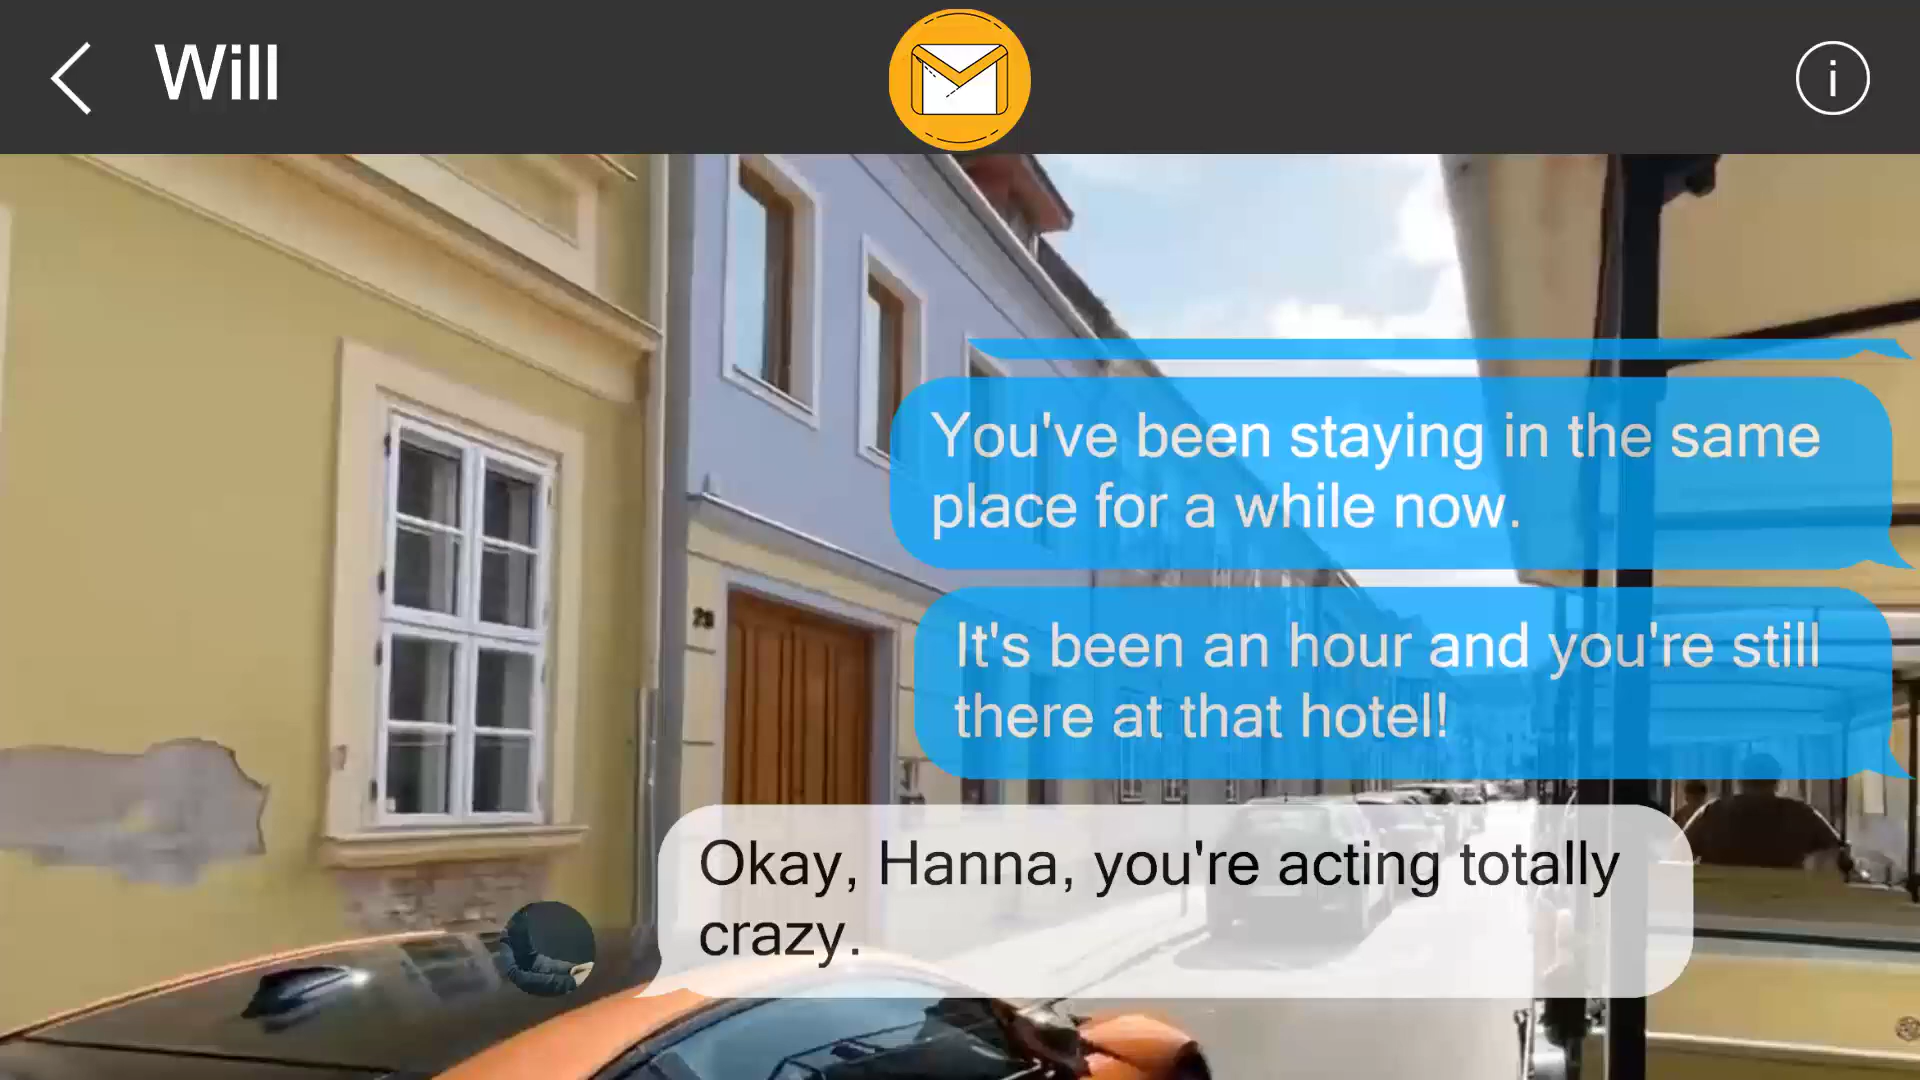 Will
You've been staying in the same
place for a while now.
It's been an hour and you're still
there at that hotel!
Okay, Hanna, you're acting totally
crazy.